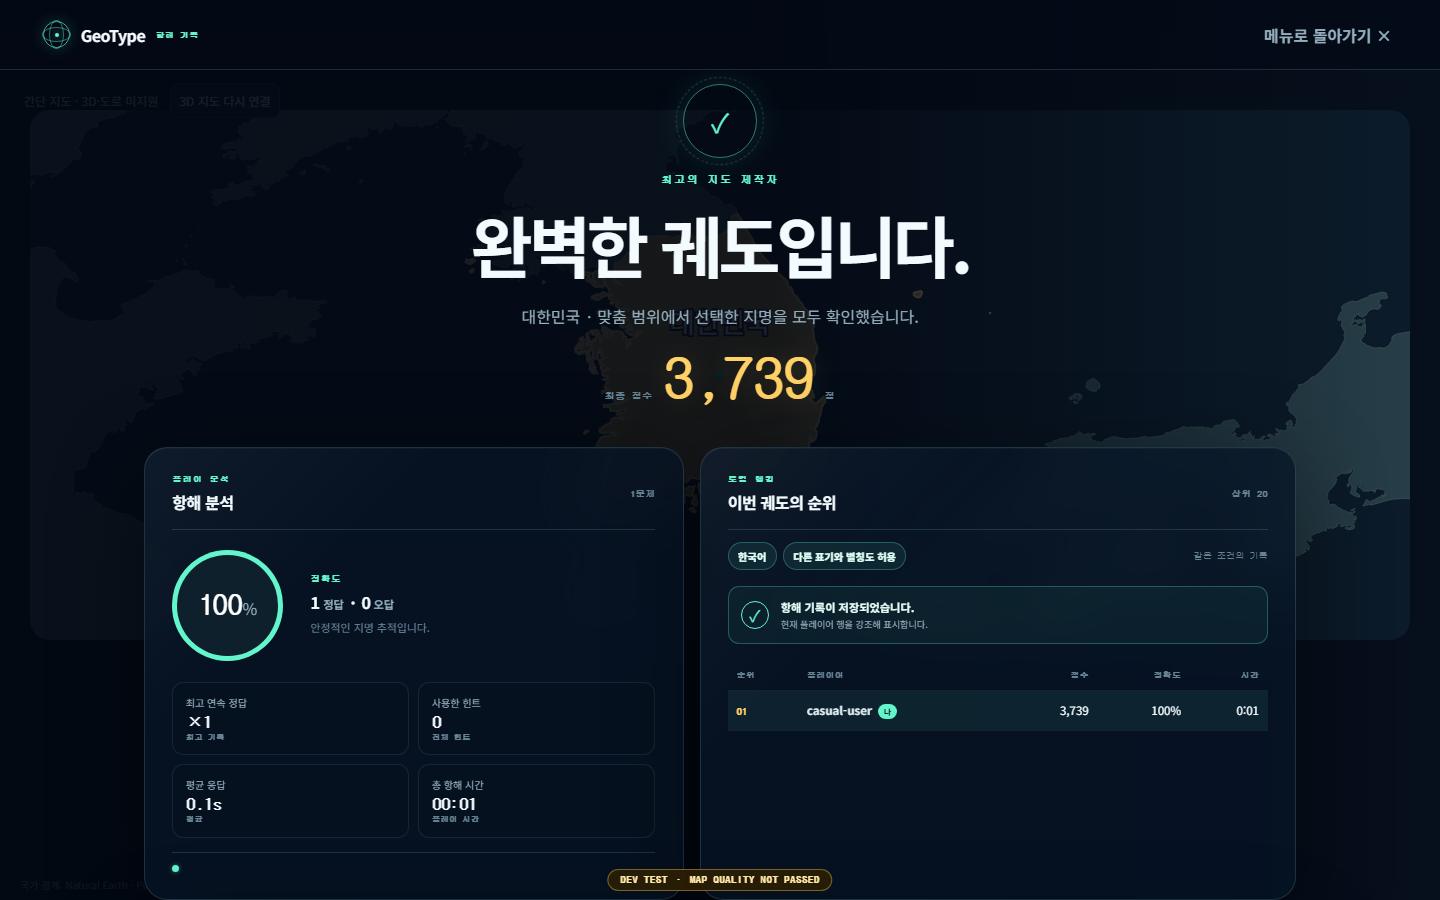 GeoType
메뉴로 돌아가기 ✕
간단 지도 · 3D·도로 미지원
3D 지도 다시 연결
최고의 지도 제작자
완벽한 궤도입니다.
대한민국 · 맞춤 범위에서 선택한 지명을 모두 확인했습니다.
대한민국
최종 점수 3,739 점
플레이 분석
항해 분석
1문제
100%
정확도
1 정답 · 0 오답
안정적인 지명 추적입니다.
최고 연속 정답
×1
최고 기록
사용한 힌트
0
전체 힌트
평균 응답
0.1s
평균
총 항해 시간
00:01
플레이 시간
로컬 랭킹
이번 궤도의 순위
상위 20
한국어
다른 표기와 별칭도 허용
같은 조건의 기록
항해 기록이 저장되었습니다.
현재 플레이어 행을 강조해 표시합니다.
순위 플레이어 점수 정확도 시간
01 casual-user 나 3,739 100% 0:01
국가 경계: Natural Earth
DEV TEST · MAP QUALITY NOT PASSED